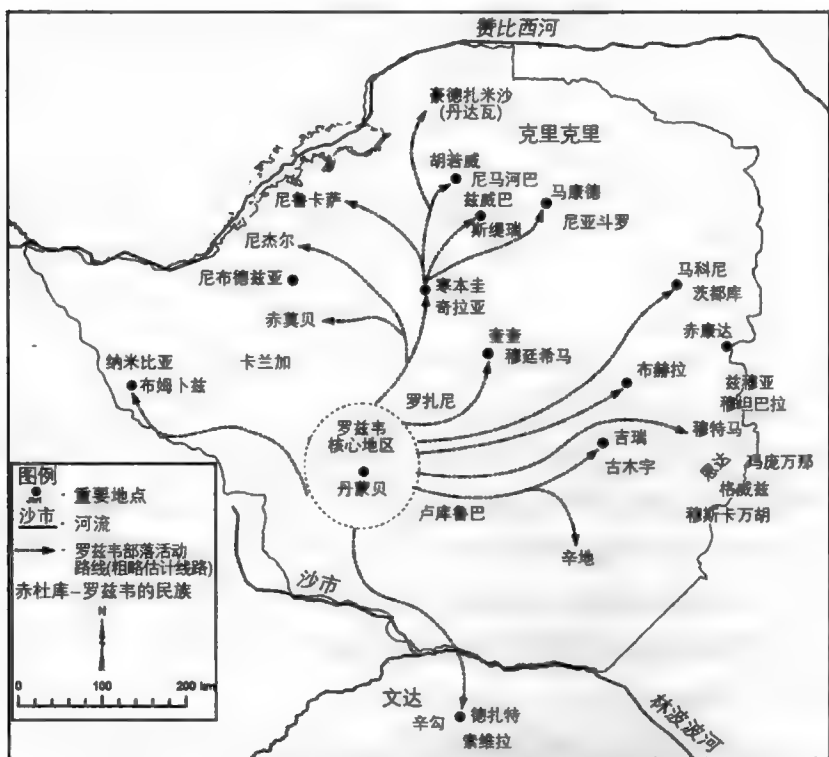 赞比西河
豪德扎米沙
(丹达瓦)
克里克里
胡若威
尼马河巴
马康德
尼鲁卡萨
兹威巴
斯缇瑞
尼亚斗罗
尼杰尔
尼布德兹亚
寒本圭
奇拉亚
马科尼
茨都库
赤莫贝
奎奎
穆廷希马
赤康达
纳米比亚
布姆卜兹
卡兰加
罗扎尼
布赫拉
兹穆亚
穆坦巴拉
罗兹韦
核心地区
丹蒙贝
吉瑞
古木字
穆特马
玛庞万那
格威兹
穆斯卡万胡
卢库鲁巴
辛地
图例
重要地点
沙市
河流
罗兹韦部落活动
路线(粗略估计线路)
赤杜库-罗兹韦的民族
N
0 100 200 km
沙市
文达
辛勾
德扎特
索维拉
林波波河